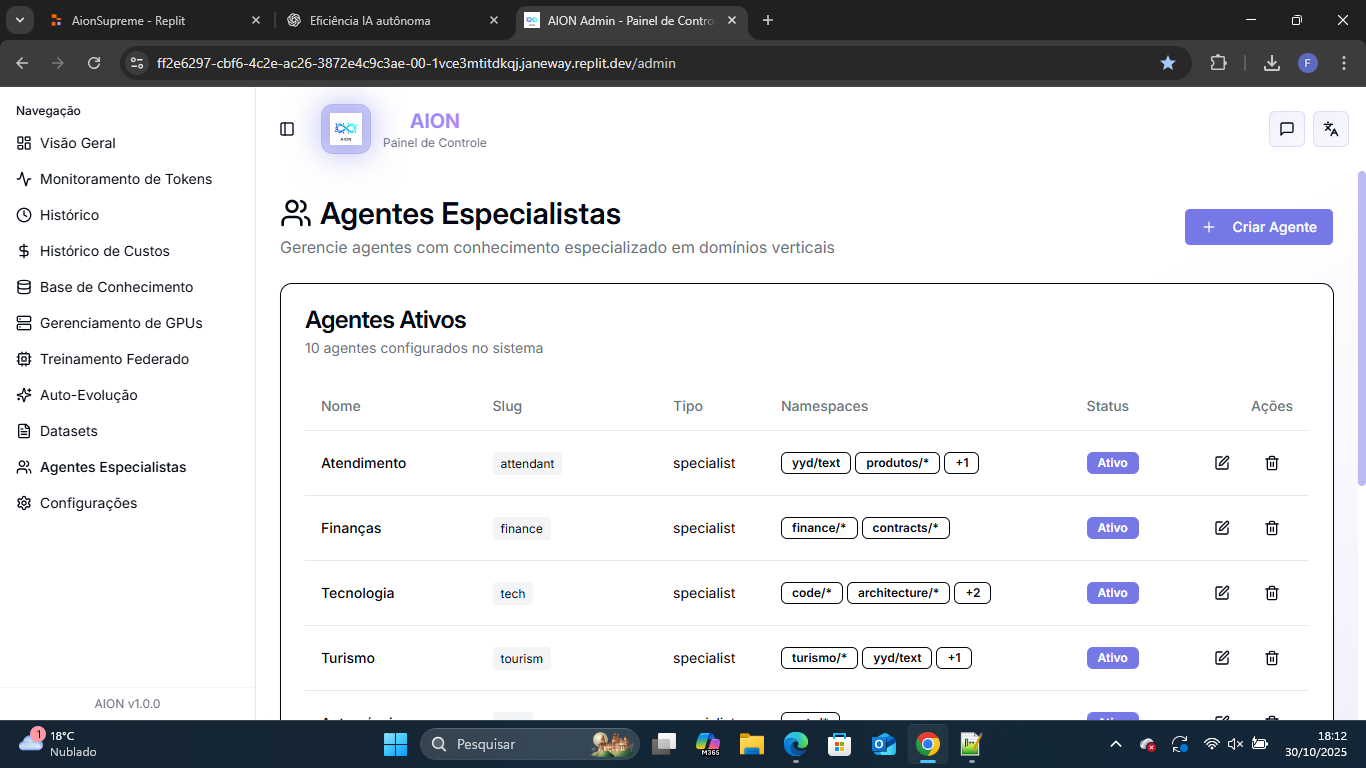 AionSupreme - Replit
Eficiência IA autônoma
AION Admin - Painel de Contro
ff2e6297-cbf6-4c2e-ac26-3872e4c9c3ae-00-1vce3mtitdkqj.janeway.replit.dev/admin
F
Navegação
Visão Geral
Monitoramento de Tokens
Histórico
Histórico de Custos
Base de Conhecimento
Gerenciamento de GPUs
Treinamento Federado
Auto-Evolução
Datasets
Agentes Especialistas
Configurações
AION v1.0.0
AION
AION
Painel de Controle
Agentes Especialistas
Gerencie agentes com conhecimento especializado em domínios verticais
Criar Agente
Agentes Ativos
10 agentes configurados no sistema
Nome Slug Tipo Namespaces Status Ações
Atendimento attendant specialist yyd/text produtos/* +1 Ativo
Finanças finance specialist finance/* contracts/* Ativo
Tecnologia tech specialist code/* architecture/* +2 Ativo
Turismo tourism specialist turismo/* yyd/text +1 Ativo
1
18°C
Nublado
Pesquisar
M365
18:12
30/10/2025